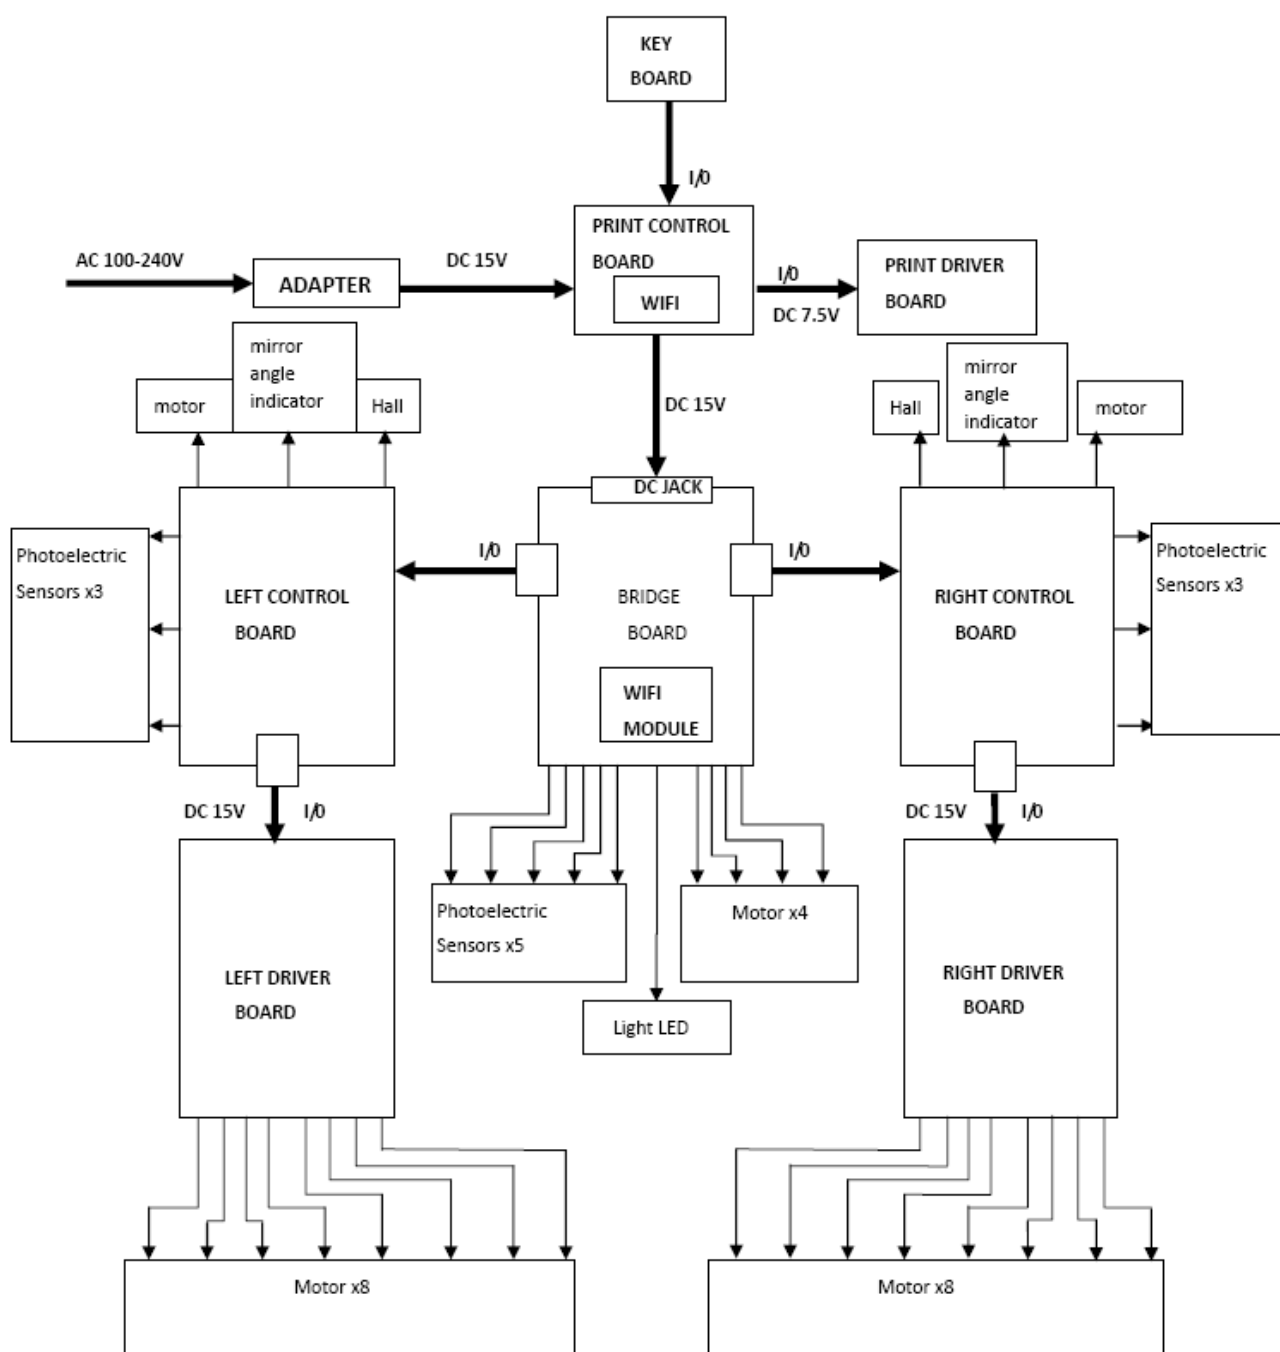 KEY
BOARD
I/0
PRINT CONTROL
BOARD
WIFI
AC 100-240V
ADAPTER
DC 15V
I/0
DC 7.5V
PRINT DRIVER
BOARD
motor
mirror
angle
indicator
Hall
DC 15V
Hall
mirror
angle
indicator
motor
DC JACK
Photoelectric
Sensors x3
LEFT CONTROL
BOARD
I/0
BRIDGE
BOARD
WIFI
MODULE
I/0
RIGHT CONTROL
BOARD
Photoelectric
Sensors x3
DC 15V
I/0
DC 15V
I/0
LEFT DRIVER
BOARD
Photoelectric
Sensors x5
Motor x4
Light LED
RIGHT DRIVER
BOARD
Motor x8
Motor x8